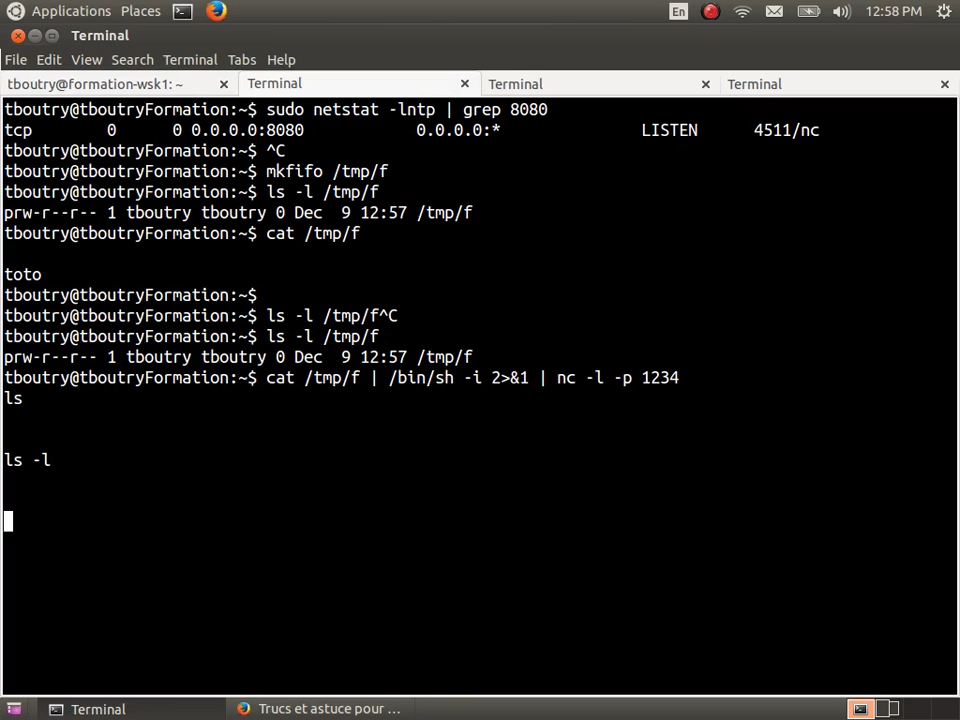 Applications Places En 12:58 PM
Terminal
File Edit View Search Terminal Tabs Help
tboutry@formation-wsk1: ~ × Terminal × Terminal × Terminal ×
tboutry@tboutryFormation:~$ sudo netstat -lntp | grep 8080
tcp 0 0 0.0.0.0:8080 0.0.0.0:* LISTEN 4511/nc
tboutry@tboutryFormation:~$ ^C
tboutry@tboutryFormation:~$ mkfifo /tmp/f
tboutry@tboutryFormation:~$ ls -l /tmp/f
prw-r--r-- 1 tboutry tboutry 0 Dec  9 12:57 /tmp/f
tboutry@tboutryFormation:~$ cat /tmp/f
toto
tboutry@tboutryFormation:~$
tboutry@tboutryFormation:~$ ls -l /tmp/f^C
tboutry@tboutryFormation:~$ ls -l /tmp/f
prw-r--r-- 1 tboutry tboutry 0 Dec  9 12:57 /tmp/f
tboutry@tboutryFormation:~$ cat /tmp/f | /bin/sh -i 2>&1 | nc -l -p 1234
ls
ls -l
Terminal Trucs et astuce pour ...